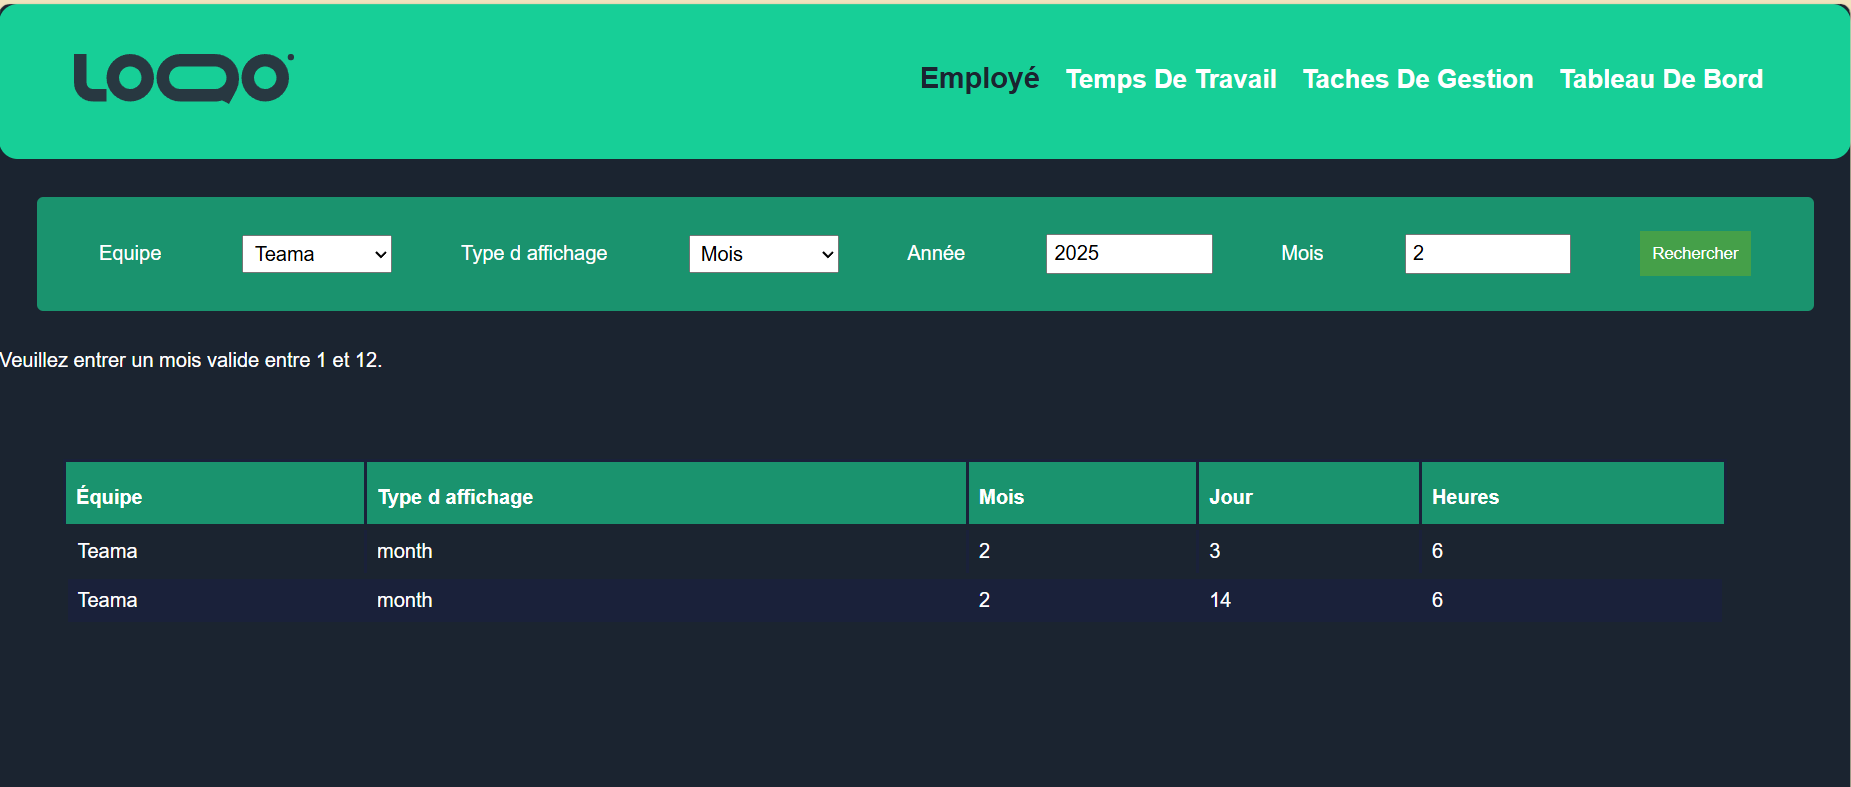 LOQO
Employé Temps De Travail Taches De Gestion Tableau De Bord
Equipe Teama Type d affichage Mois Année 2025 Mois 2 Rechercher
Veuillez entrer un mois valide entre 1 et 12.
Équipe Type d affichage Mois Jour Heures
Teama month 2 3 6
Teama month 2 14 6